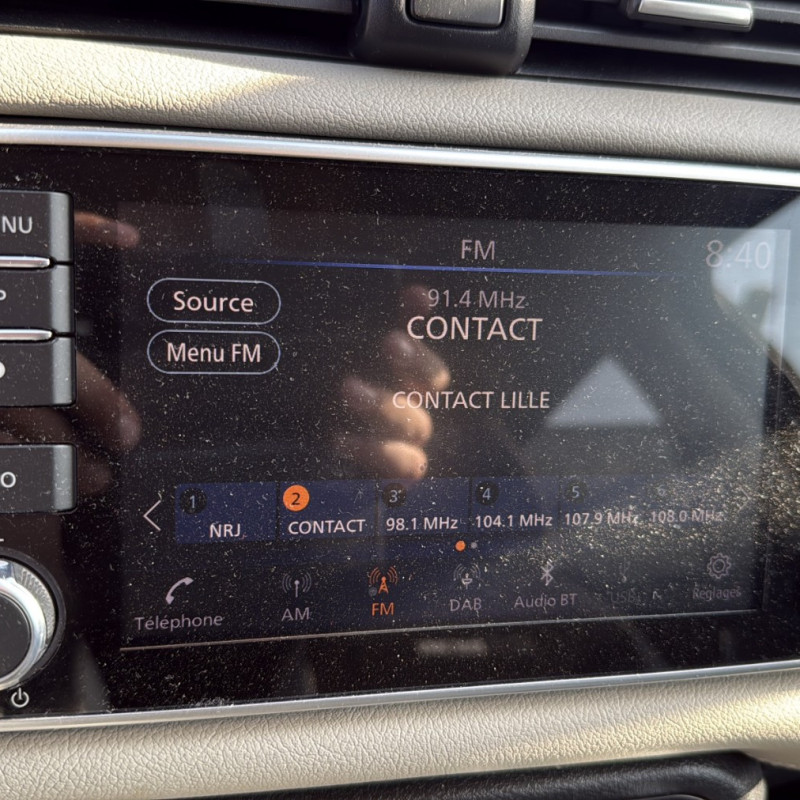 NU
FM
8:40
Source
91.4 MHz
CONTACT
Menu FM
CONTACT LILLE
1
2
3
4
5
NRJ
CONTACT
98.1 MHz
104.1 MHz
107.9 MHz
108.0 MHz
Téléphone
AM
FM
DAB
Audio BT
USB
Réglages